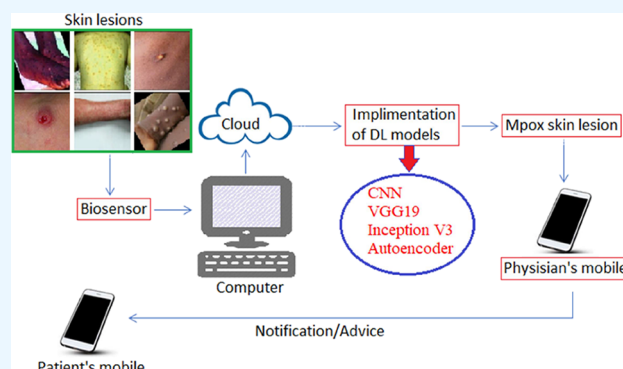 Skin lesions
Cloud
Implimentation
of DL models
Mpox skin lesion
Biosensor
CNN
VGG19
Inception V3
Autoencoder
Computer
Physisian's mobile
Notification/Advice
Patient's mobile